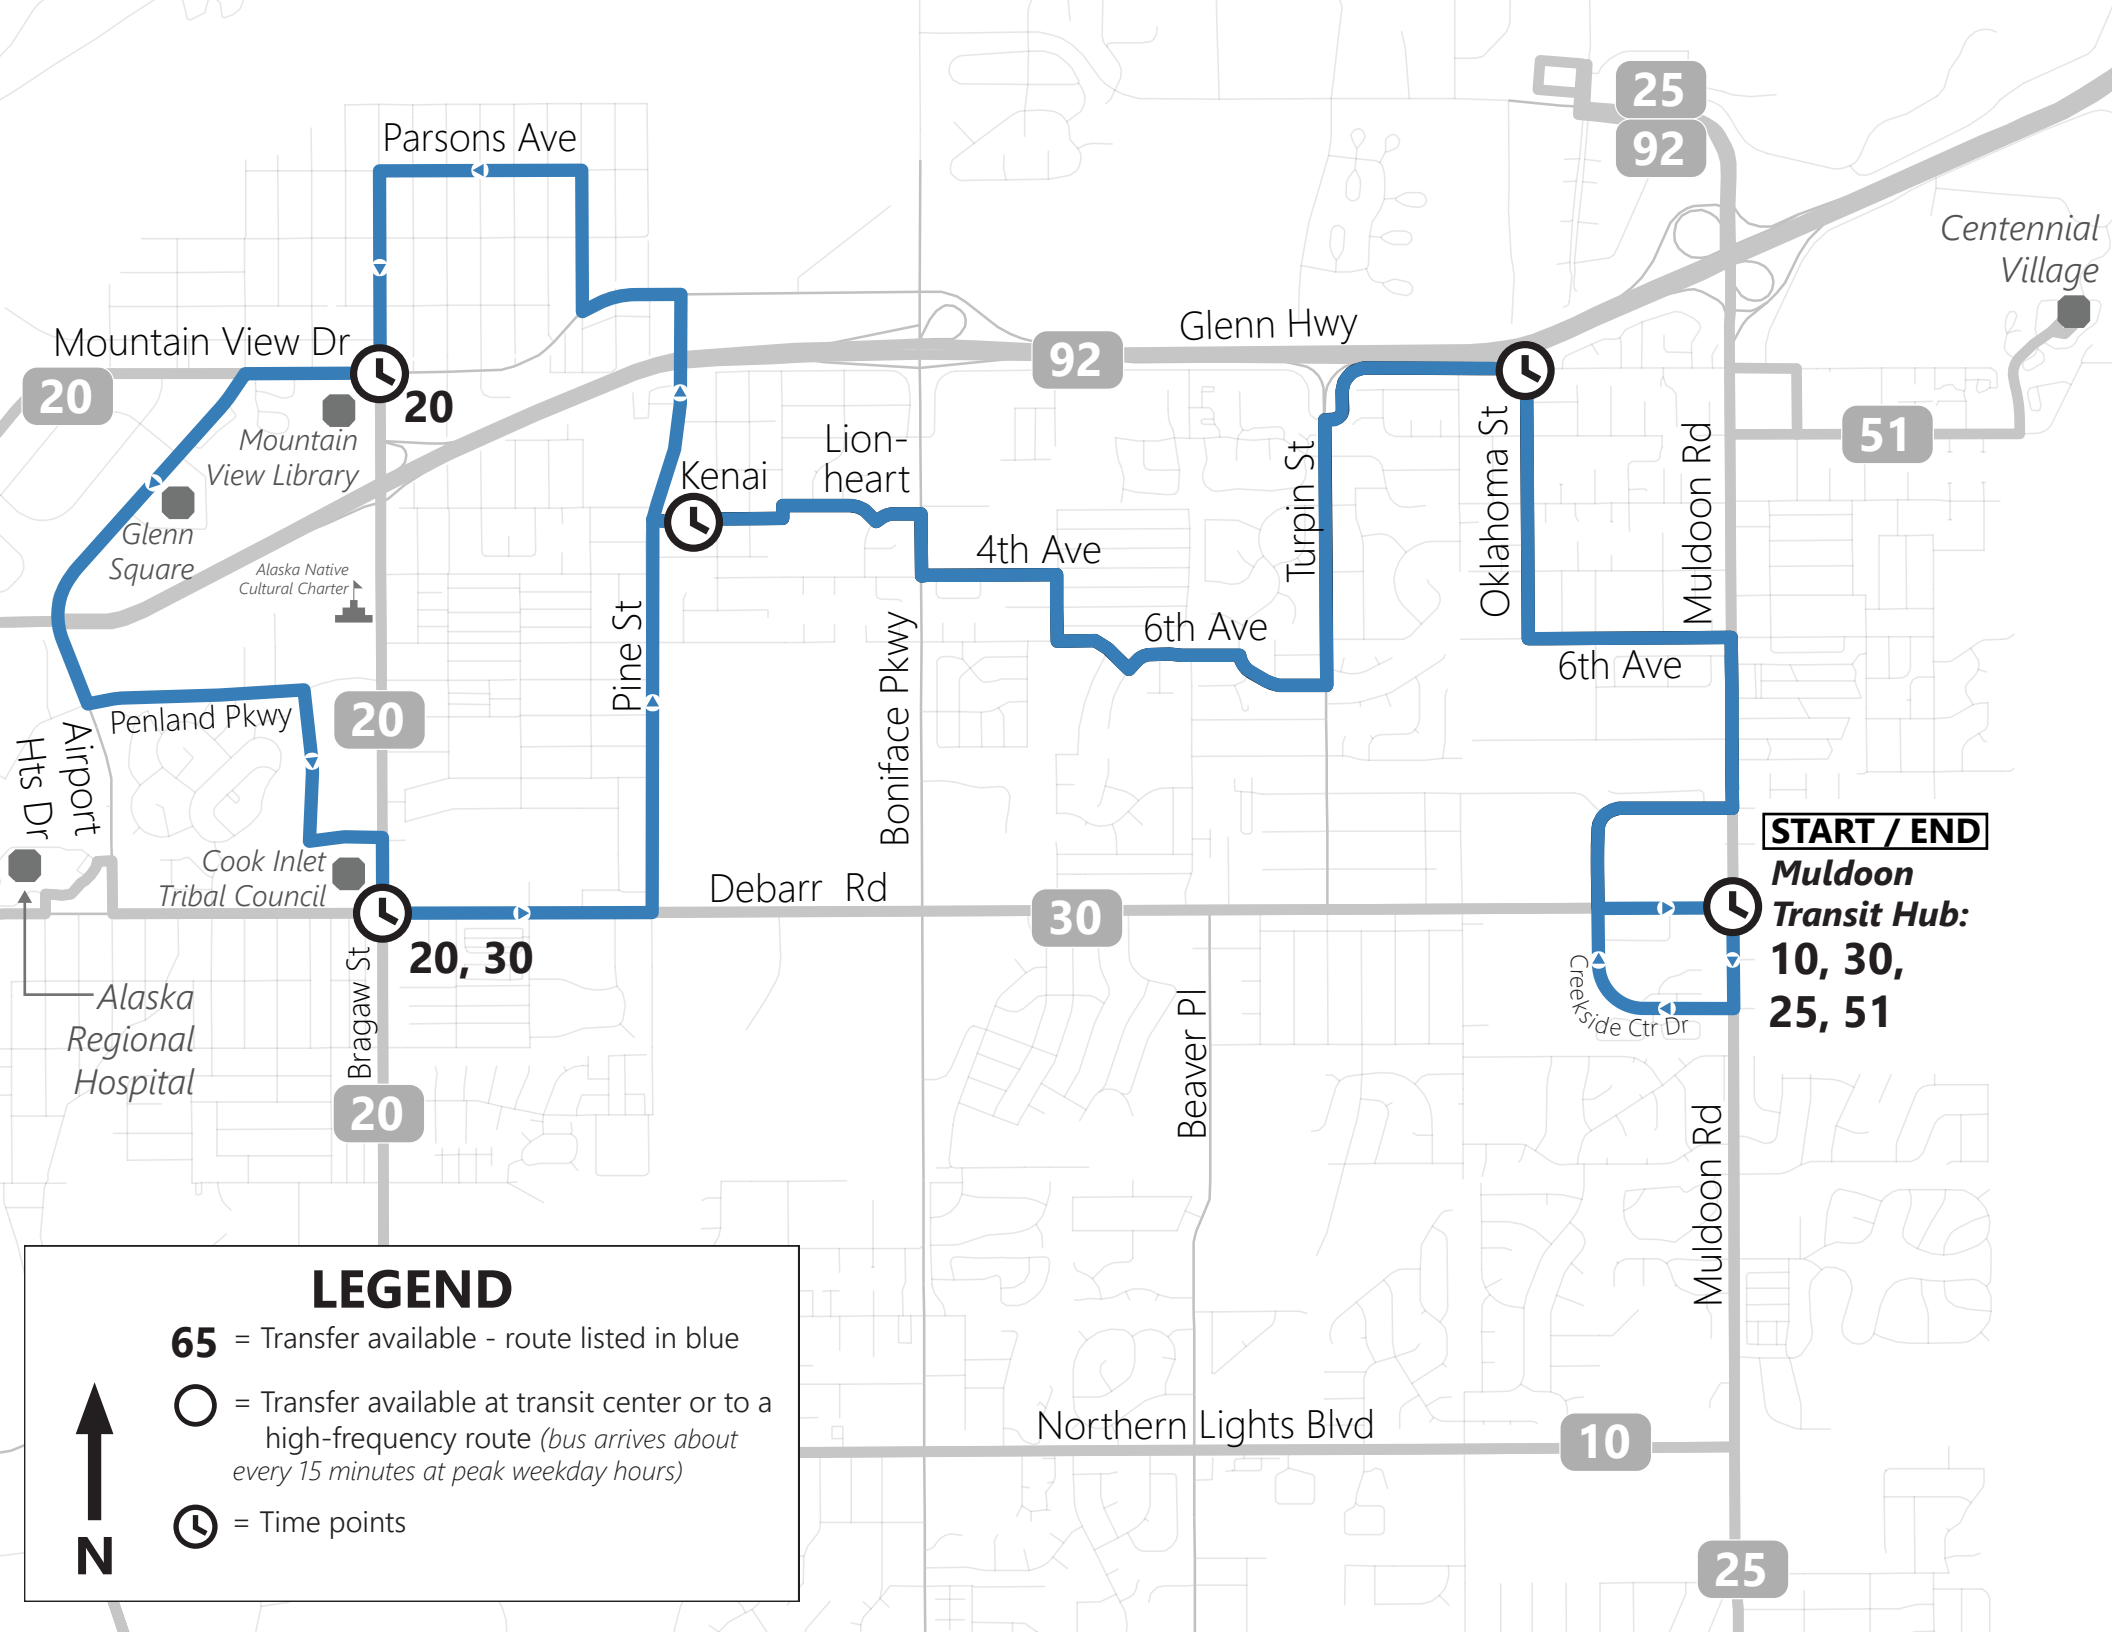 25
92
Parsons Ave
Centennial
Village
Glenn Hwy
Mountain View Dr
92
20
20
51
Mountain
View Library
Lion-
heart
Kenai
Turpin St
Oklahoma St
Muldoon Rd
Glenn
Square
Alaska Native
Cultural Charter
4th Ave
6th Ave
6th Ave
Pine St
Boniface Pkwy
Penland Pkwy
20
Airport
Hts Dr
START / END
Muldoon
Transit Hub:
10, 30,
25, 51
Cook Inlet
Tribal Council
Debarr Rd
30
20, 30
Bragaw St
Creekside Ctr Dr
Alaska
Regional
Hospital
Beaver Pl
20
Muldoon Rd
LEGEND
65 = Transfer available - route listed in blue
= Transfer available at transit center or to a
high-frequency route (bus arrives about
every 15 minutes at peak weekday hours)
= Time points
N
Northern Lights Blvd
10
25